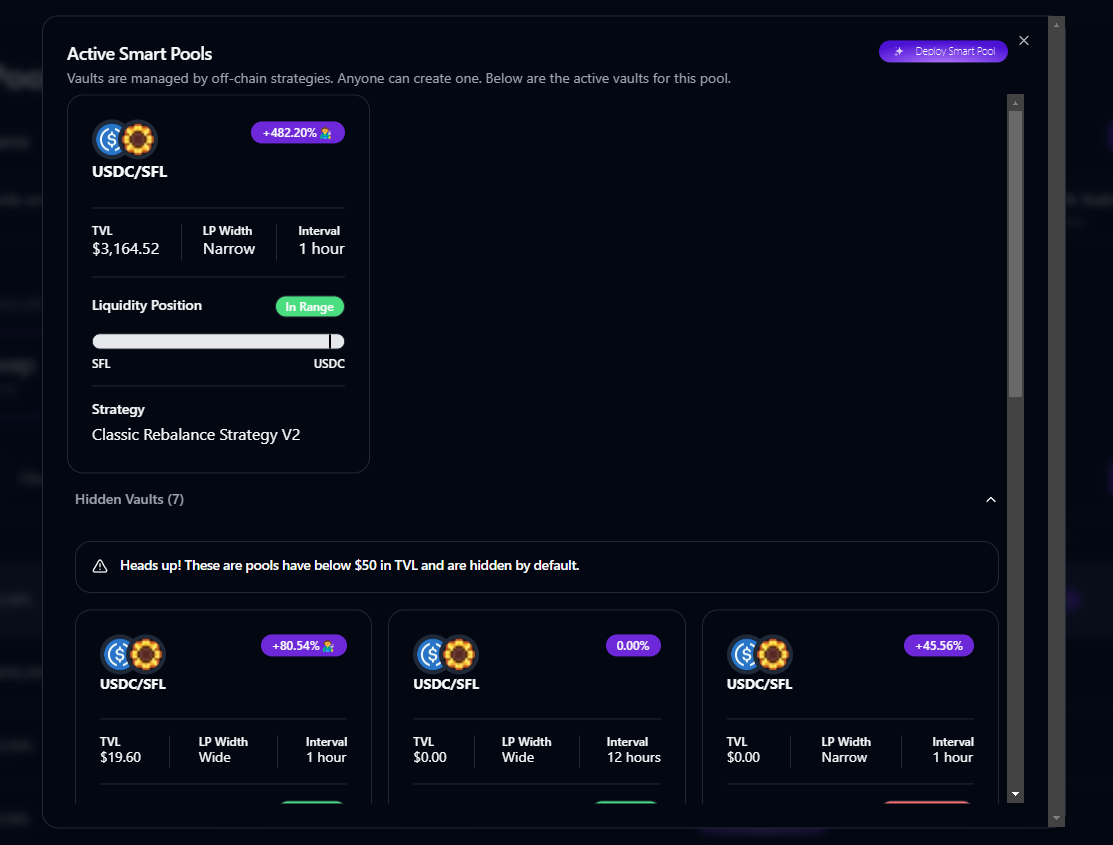 Active Smart Pools
Deploy Smart Pool
Vaults are managed by off-chain strategies. Anyone can create one. Below are the active vaults for this pool.
+482.20%
USDC/SFL
TVL LP Width Interval
$3,164.52 Narrow 1 hour
Liquidity Position In Range
SFL USDC
Strategy
Classic Rebalance Strategy V2
Hidden Vaults (7)
Heads up! These are pools have below $50 in TVL and are hidden by default.
+80.54%
USDC/SFL
TVL LP Width Interval
$19.60 Wide 1 hour
0.00%
USDC/SFL
TVL LP Width Interval
$0.00 Wide 12 hours
+45.56%
USDC/SFL
TVL LP Width Interval
$0.00 Narrow 1 hour